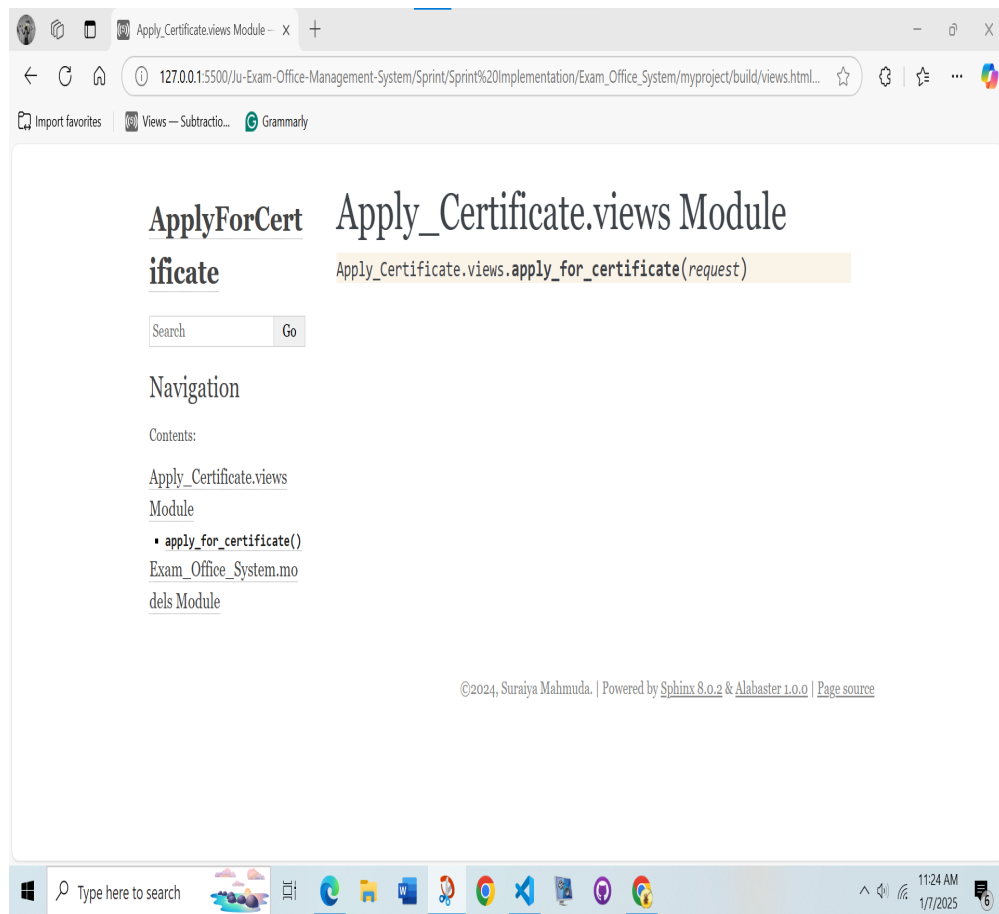 Apply_Certificate.views Module —
127.0.0.1:5500/Ju-Exam-Office-Management-System/Sprint/Sprint%20Implementation/Exam_Office_System/myproject/build/views.html...
Import favorites
Views — Subtractio...
Grammarly
ApplyForCert
ificate
Search
Go
Navigation
Contents:
Apply_Certificate.views
Module
apply_for_certificate()
Exam_Office_System.mo
dels Module
Apply_Certificate.views Module
Apply_Certificate.views.apply_for_certificate(request)
©2024, Suraiya Mahmuda. | Powered by Sphinx 8.0.2 & Alabaster 1.0.0 | Page source
Type here to search
11:24 AM
1/7/2025
6